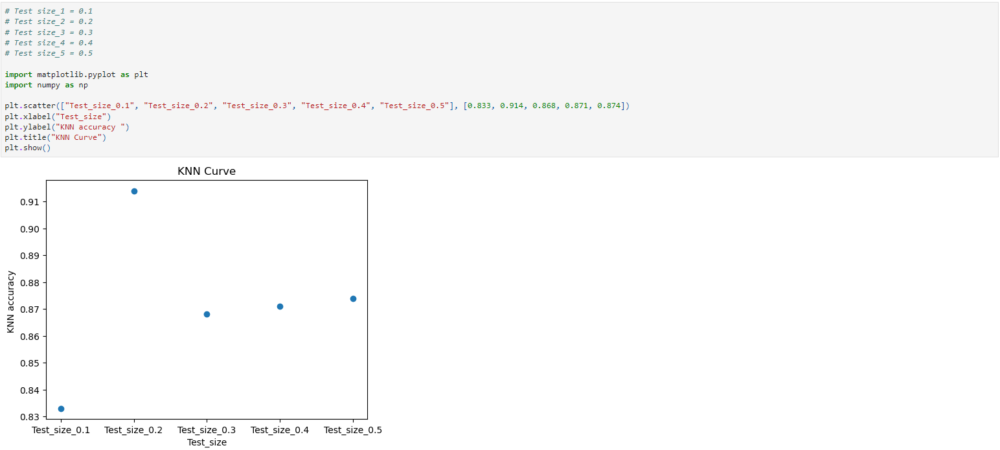 # Test size_1 = 0.1
# Test size_2 = 0.2
# Test size_3 = 0.3
# Test size_4 = 0.4
# Test size_5 = 0.5
import matplotlib.pyplot as plt
import numpy as np
plt.scatter(["Test_size_0.1", "Test_size_0.2", "Test_size_0.3", "Test_size_0.4", "Test_size_0.5"], [0.833, 0.914, 0.868, 0.871, 0.874])
plt.xlabel("Test_size")
plt.ylabel("KNN accuracy ")
plt.title("KNN Curve")
plt.show()
KNN Curve
0.91
0.90
0.89
0.88
0.87
0.86
0.85
0.84
0.83
KNN accuracy
Test_size_0.1 Test_size_0.2 Test_size_0.3 Test_size_0.4 Test_size_0.5
Test_size